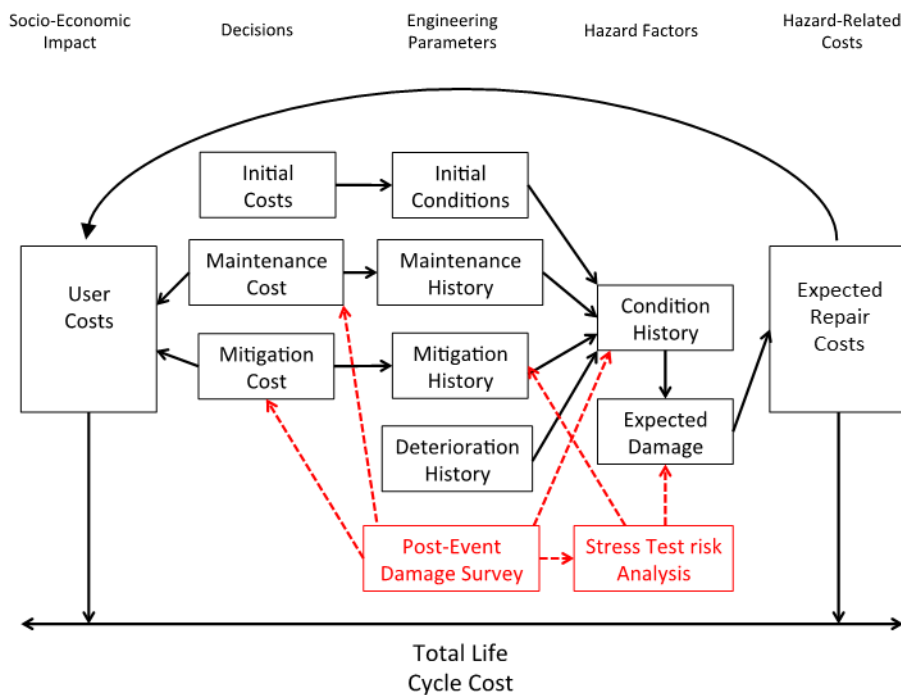 Socio-Economic
Impact
Decisions
Engineering
Parameters
Hazard Factors
Hazard-Related
Costs
Initial
Costs
Initial
Conditions
User
Costs
Maintenance
Cost
Maintenance
History
Condition
History
Expected
Repair
Costs
Mitigation
Cost
Mitigation
History
Deterioration
History
Expected
Damage
Post-Event
Damage Survey
Stress Test risk
Analysis
Total Life
Cycle Cost